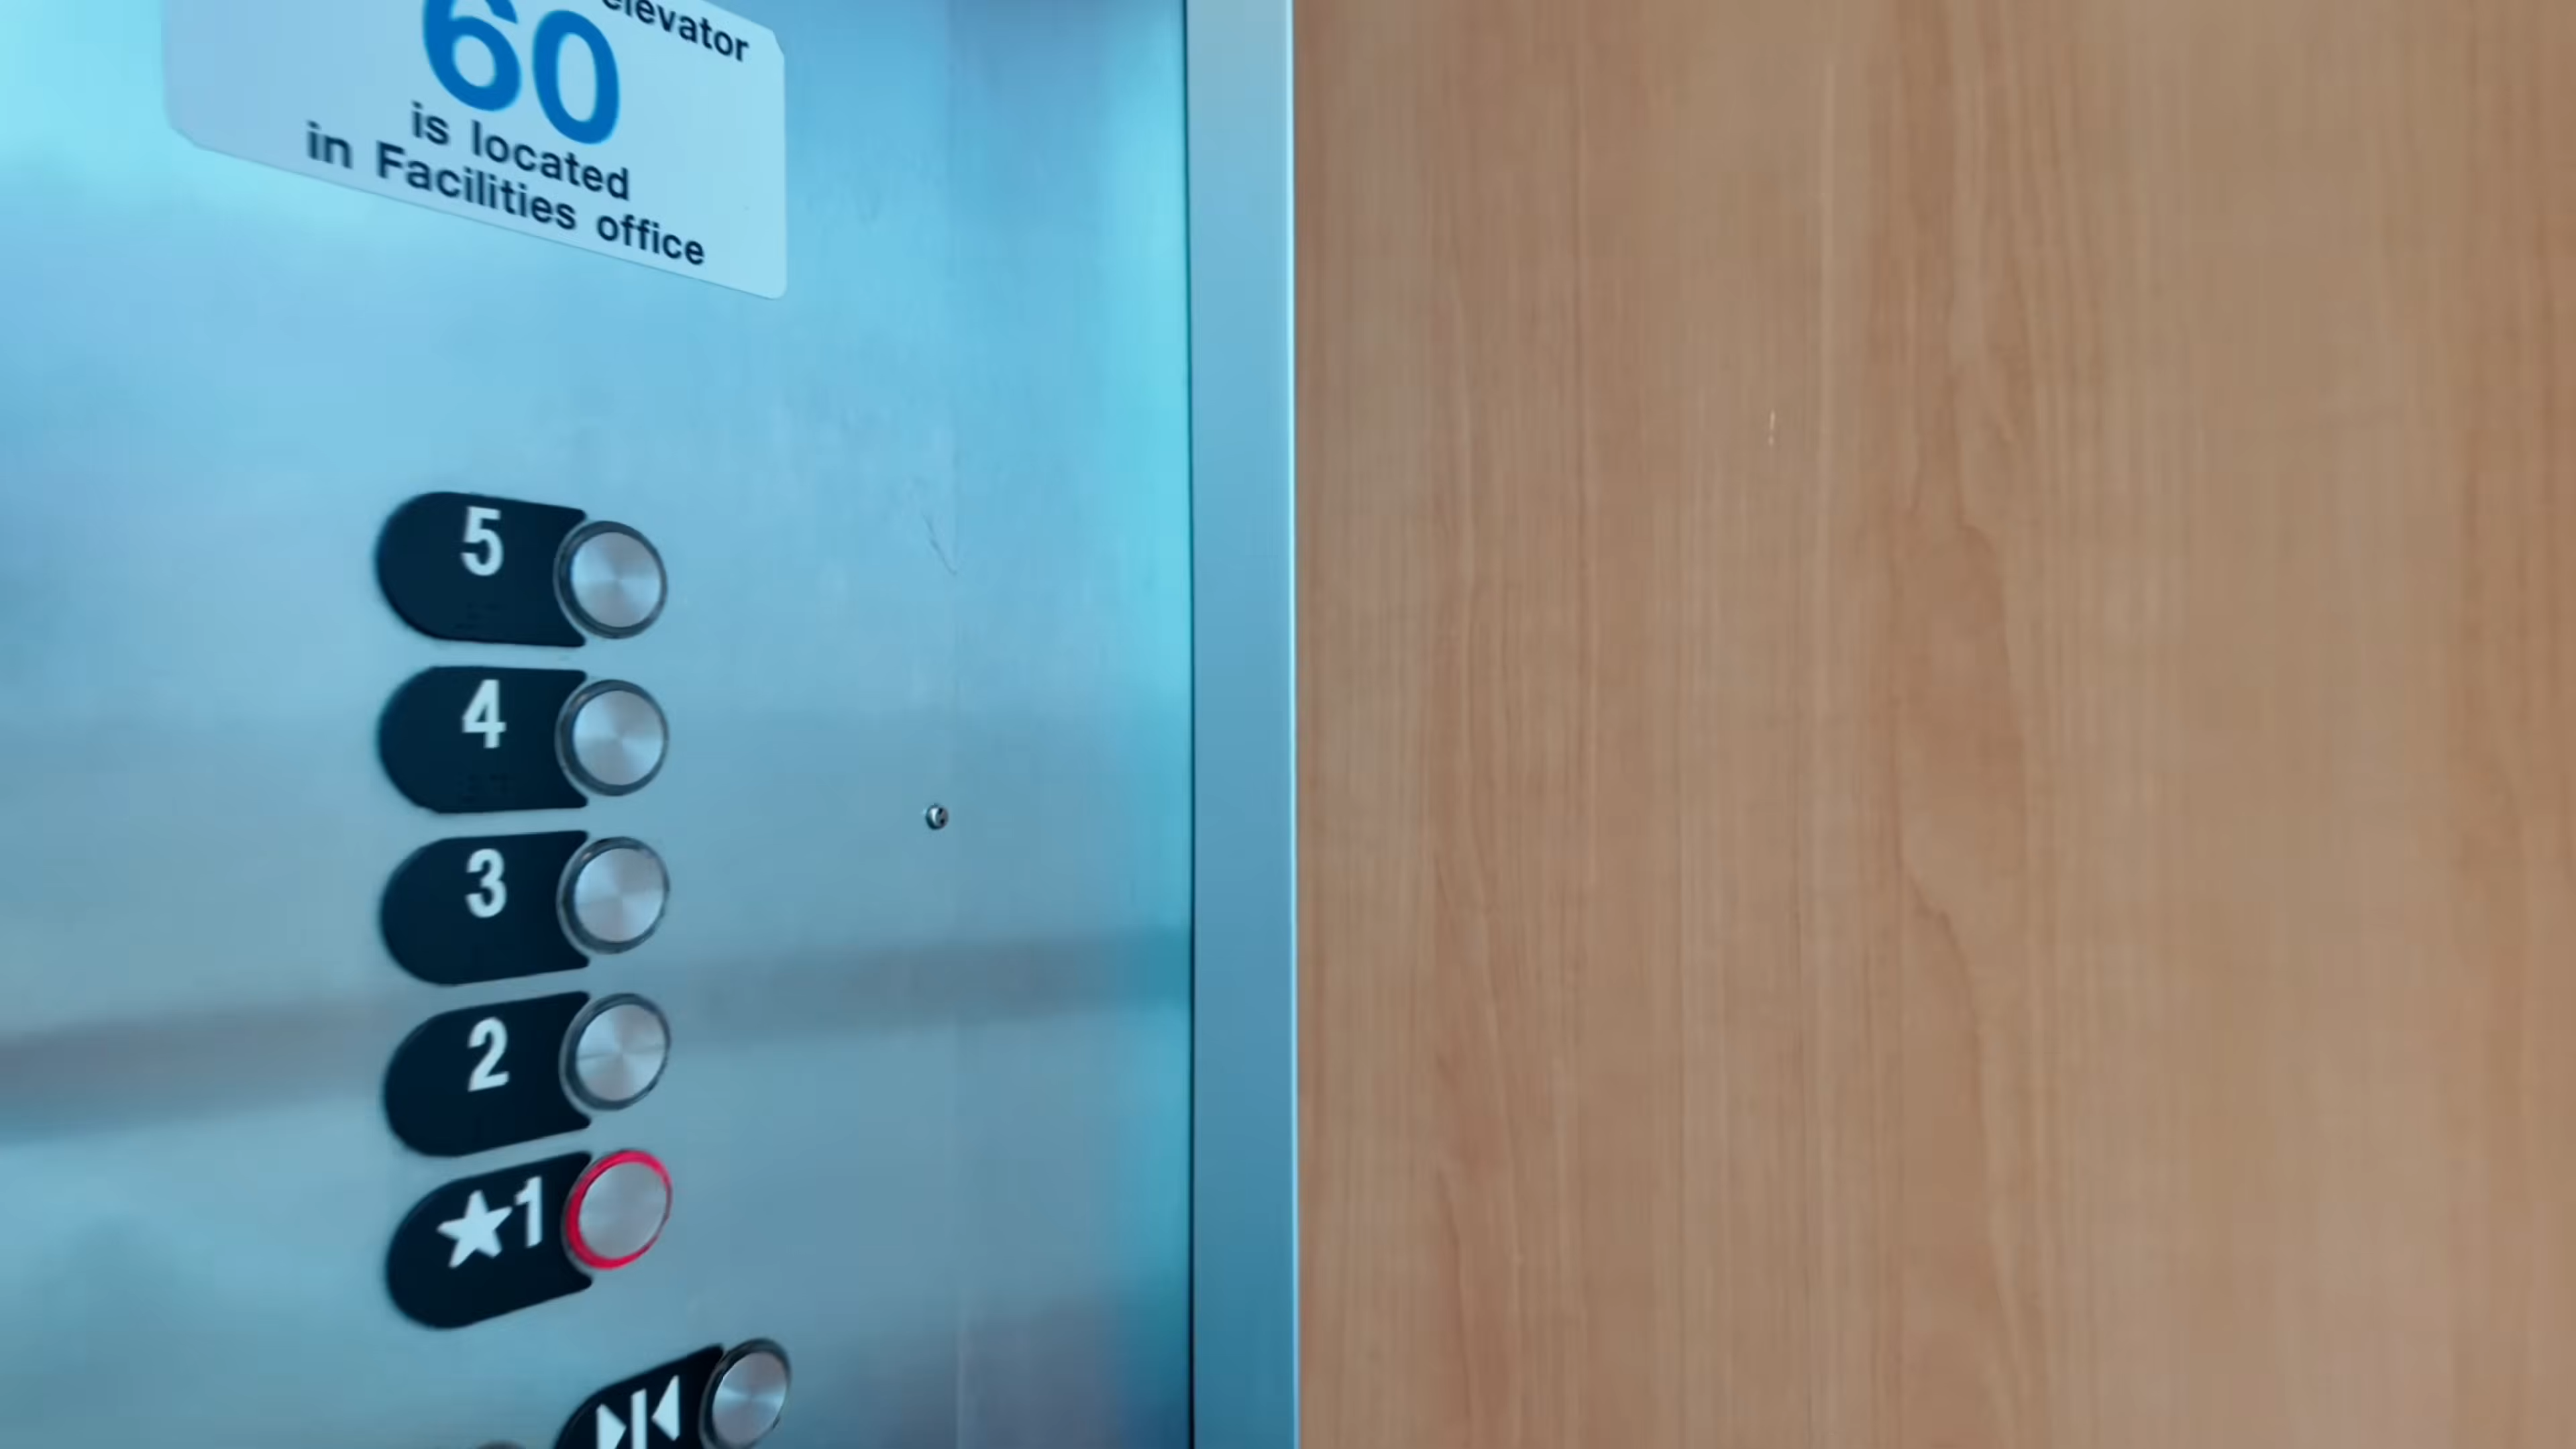 elevator
60
is located
in Facilities office
5
4
3
2
★1